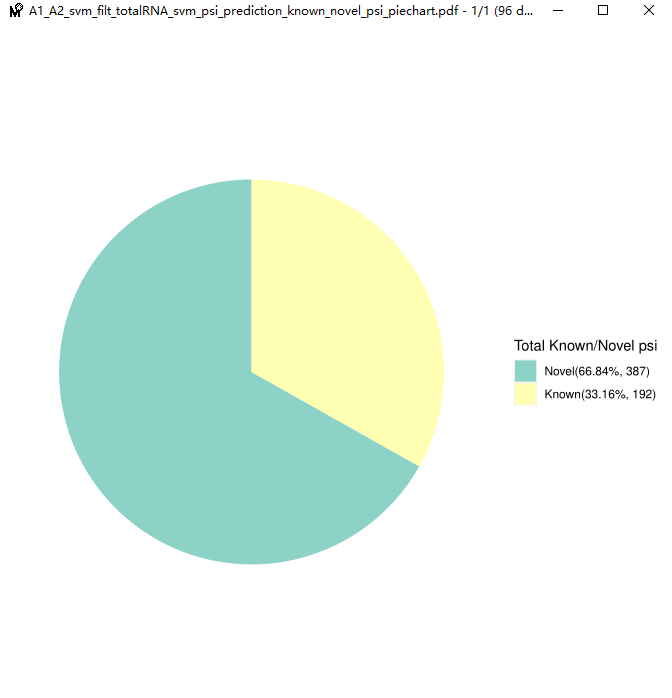 A1_A2_svm_filt_totalRNA_svm_psi_prediction_known_novel_psi_piechart.pdf - 1/1 (96 d...
Total Known/Novel psi
Novel(66.84%, 387)
Known(33.16%, 192)